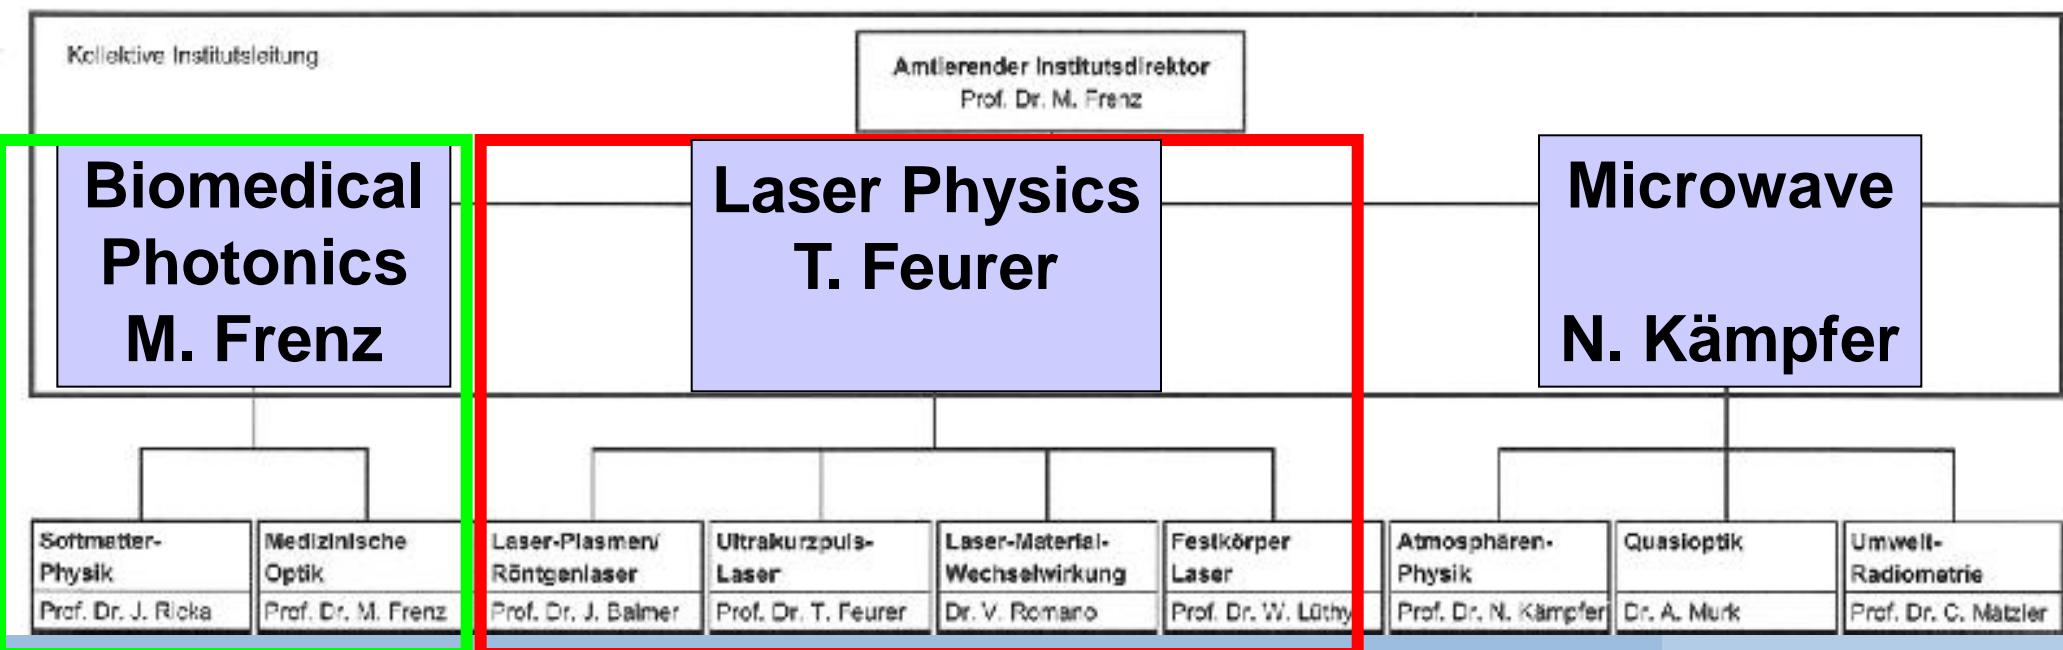 Kollektive Institutsleitung
Amtierender Institutsdirektor
Prof. Dr. M. Frenz
Biomedical
Photonics
M. Frenz
Laser Physics
T. Feurer
Microwave
N. Kämpfer
Softmatter-
Physik
Prof. Dr. J. Ricka
Medizinische
Optik
Prof. Dr. M. Frenz
Laser-Plasmen/
Röntgenlaser
Prof. Dr. J. Balmer
Ultrakurzpuls-
Laser
Prof. Dr. T. Feurer
Laser-Material-
Wechselwirkung
Dr. V. Romano
Festkörper
Laser
Prof. Dr. W. Lüthy
Atmosphären-
Physik
Prof. Dr. N. Kämpfer
Quasioptik
Dr. A. Murk
Umwelt-
Radiometrie
Prof. Dr. C. Mätzler